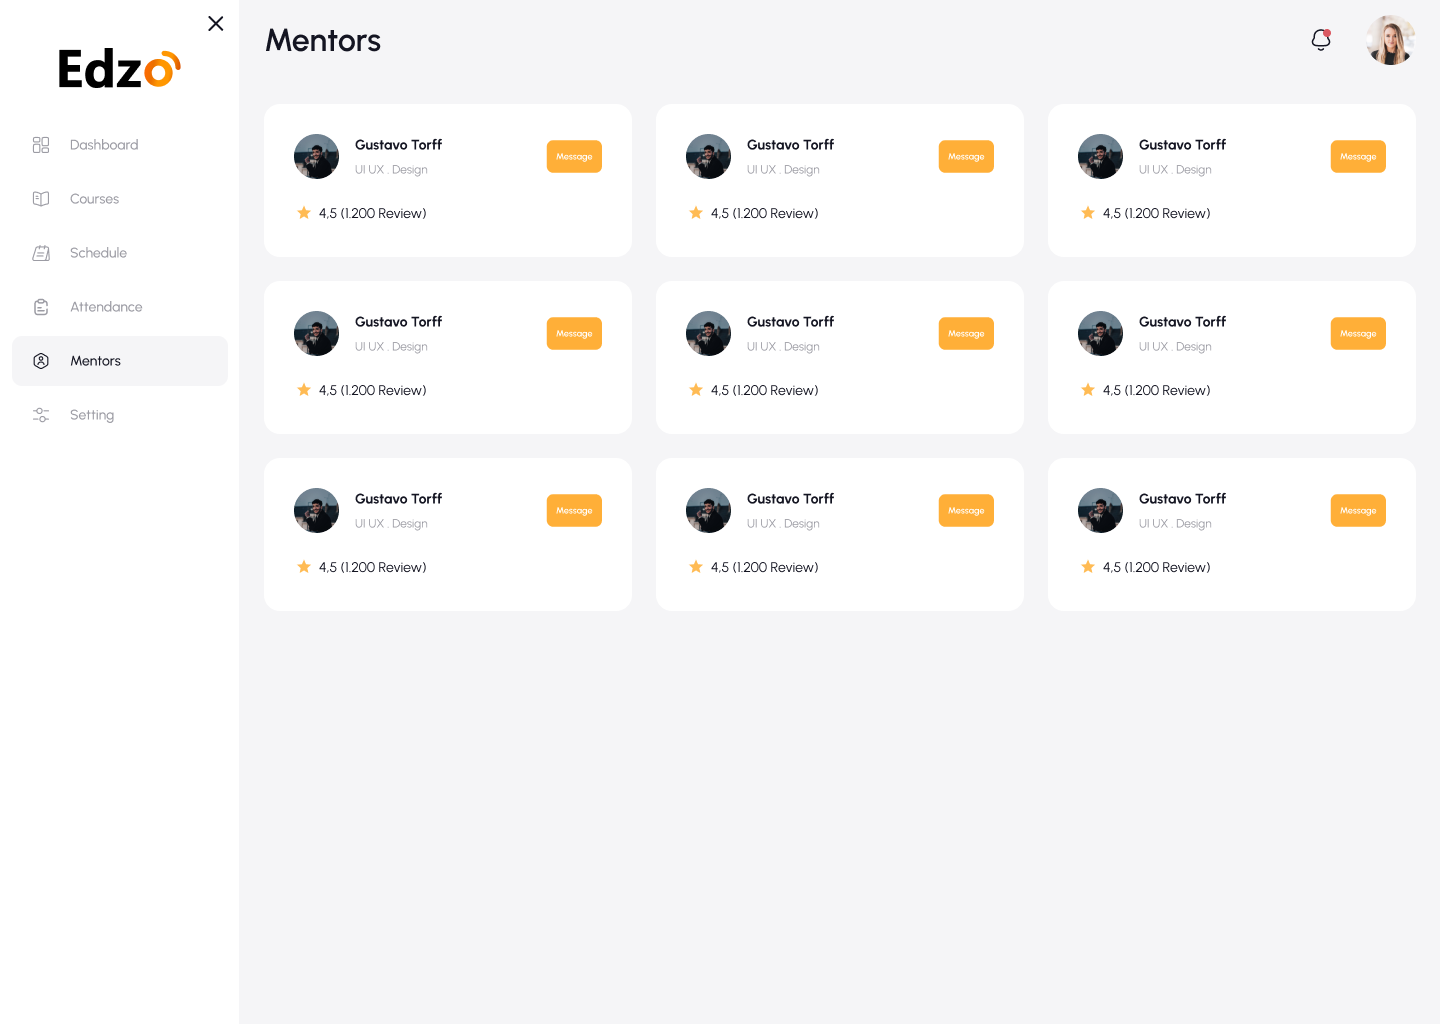 Edzo
Dashboard
Courses
Schedule
Attendance
Mentors
Setting
Mentors
Gustavo Torff
UI UX . Design
Message
4,5 (1.200 Review)
Gustavo Torff
UI UX . Design
Message
4,5 (1.200 Review)
Gustavo Torff
UI UX . Design
Message
4,5 (1.200 Review)
Gustavo Torff
UI UX . Design
Message
4,5 (1.200 Review)
Gustavo Torff
UI UX . Design
Message
4,5 (1.200 Review)
Gustavo Torff
UI UX . Design
Message
4,5 (1.200 Review)
Gustavo Torff
UI UX . Design
Message
4,5 (1.200 Review)
Gustavo Torff
UI UX . Design
Message
4,5 (1.200 Review)
Gustavo Torff
UI UX . Design
Message
4,5 (1.200 Review)